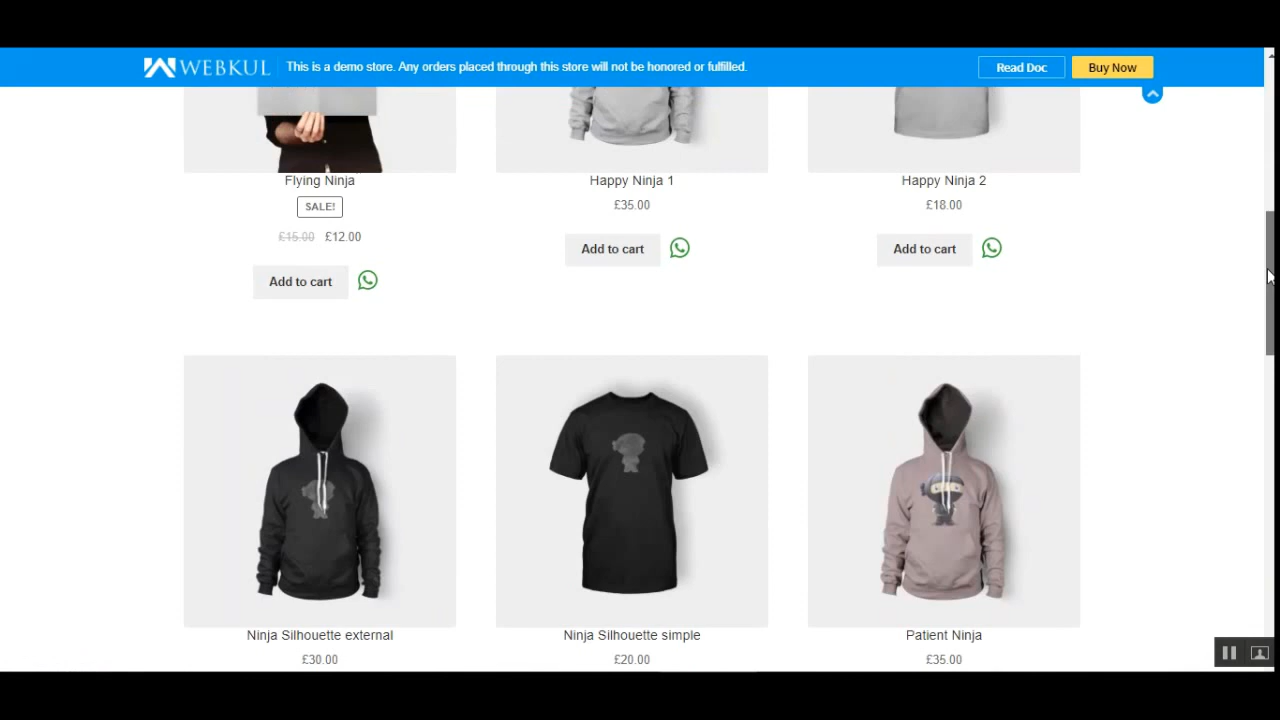 WEBKUL This is a demo store. Any orders placed through this store will not be honored or fulfilled. Read Doc Buy Now
Flying Ninja Happy Ninja 1 Happy Ninja 2
SALE! £35.00 £18.00
£15.00 £12.00
Add to cart Add to cart
Add to cart
Ninja Silhouette external Ninja Silhouette simple Patient Ninja
£30.00 £20.00 £35.00